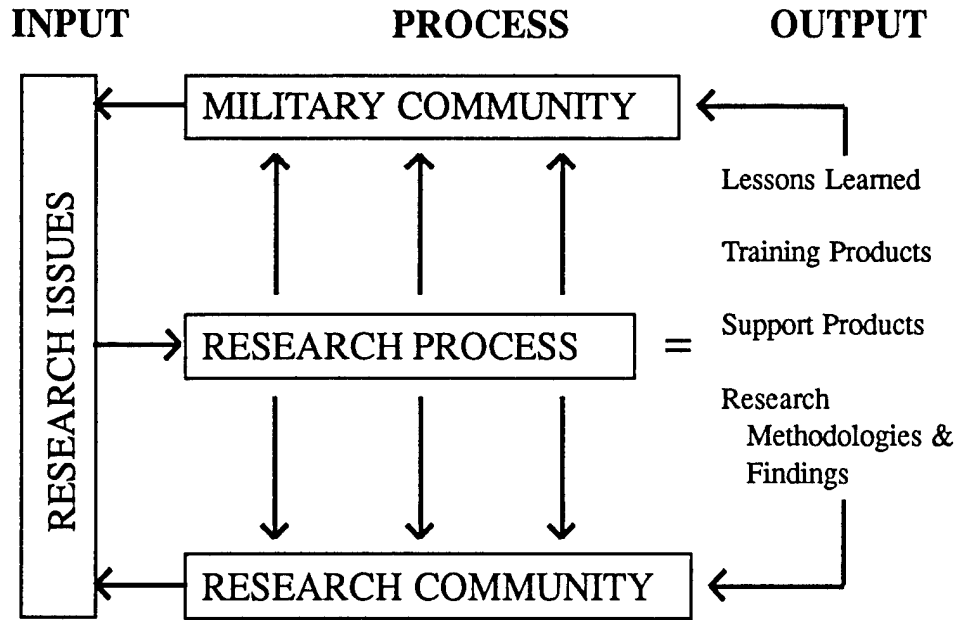 INPUT PROCESS OUTPUT
MILITARY COMMUNITY
RESEARCH ISSUES
Lessons Learned
Training Products
RESEARCH PROCESS = Support Products
Research
Methodologies &
Findings
RESEARCH COMMUNITY